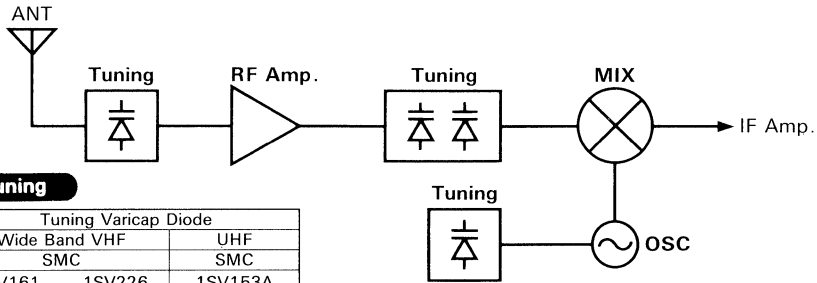 ANT
Tuning
RF Amp.
Tuning
MIX
IF Amp.
Tuning
OSC
Tuning Varicap Diode
Wide Band VHF UHF
SMC SMC
1SV226 1SV153A